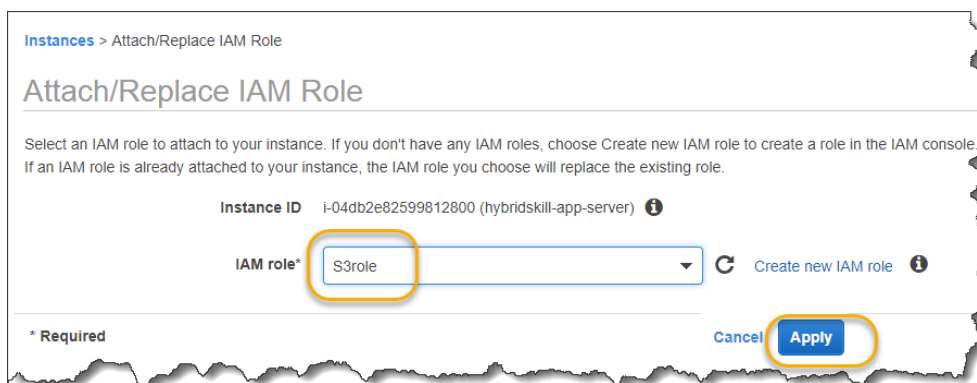 Instances > Attach/Replace IAM Role
Attach/Replace IAM Role
Select an IAM role to attach to your instance. If you don't have any IAM roles, choose Create new IAM role to create a role in the IAM console.
If an IAM role is already attached to your instance, the IAM role you choose will replace the existing role.
Instance ID i-04db2e82599812800 (hybridskill-app-server)
IAM role* S3role Create new IAM role
* Required Cancel Apply